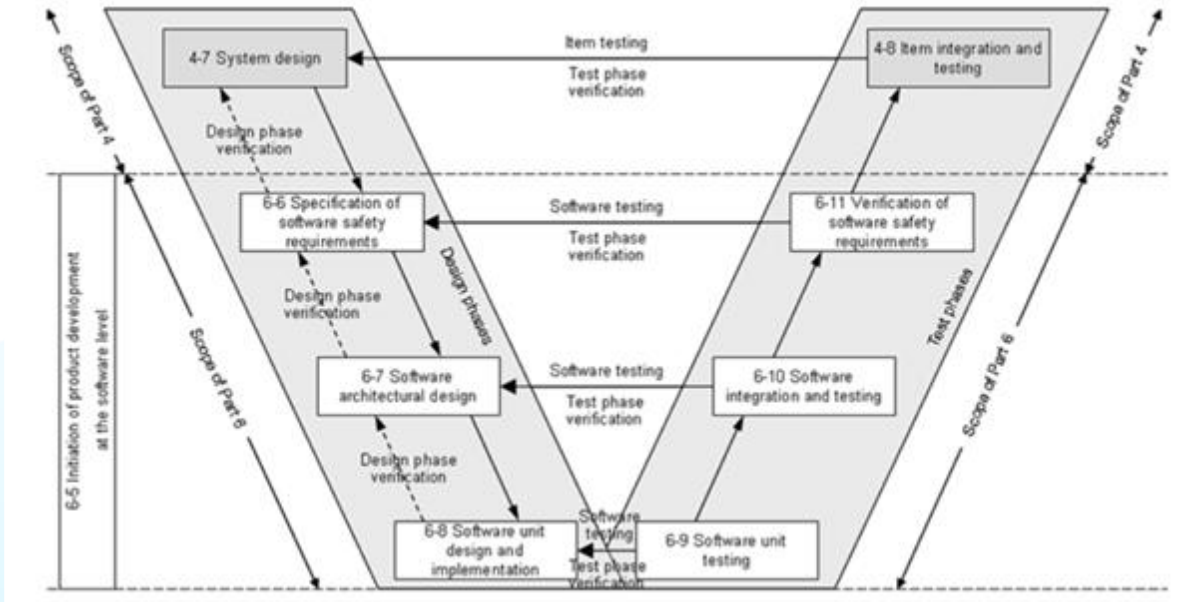 Scope of Part 4
4-7 System design
Item testing
Test phase
verification
4-8 Item integration and
testing
Scope of Part 4
Design phase
verification
6-5 Initiation of product development
at the software level
Scope of Part 6
6-6 Specification of
software safety
requirements
Software testing
Test phase
verification
6-11 Verification of
software safety
requirements
Design phases
Test phases
Design phase
verification
6-7 Software
architectural design
Software testing
Test phase
verification
6-10 Software
integration and testing
Scope of Part 6
Design phase
verification
6-8 Software unit
design and
implementation
Software
testing
Test phase
Verification
6-9 Software unit
testing